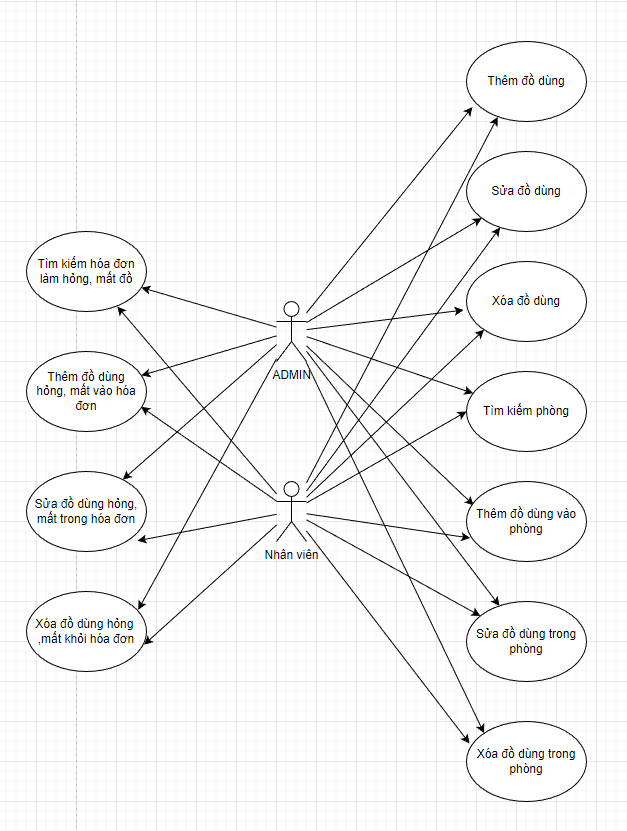 Thêm đồ dùng
Sửa đồ dùng
Tìm kiếm hóa đơn
làm hỏng, mất đồ
Xóa đồ dùng
ADMIN
Thêm đồ dùng
hỏng, mất vào hóa
đơn
Tìm kiếm phòng
Sửa đồ dùng hỏng,
mất trong hóa đơn
Thêm đồ dùng vào
phòng
Nhân viên
Xóa đồ dùng hỏng
,mất khỏi hóa đơn
Sửa đồ dùng trong
phòng
Xóa đồ dùng trong
phòng